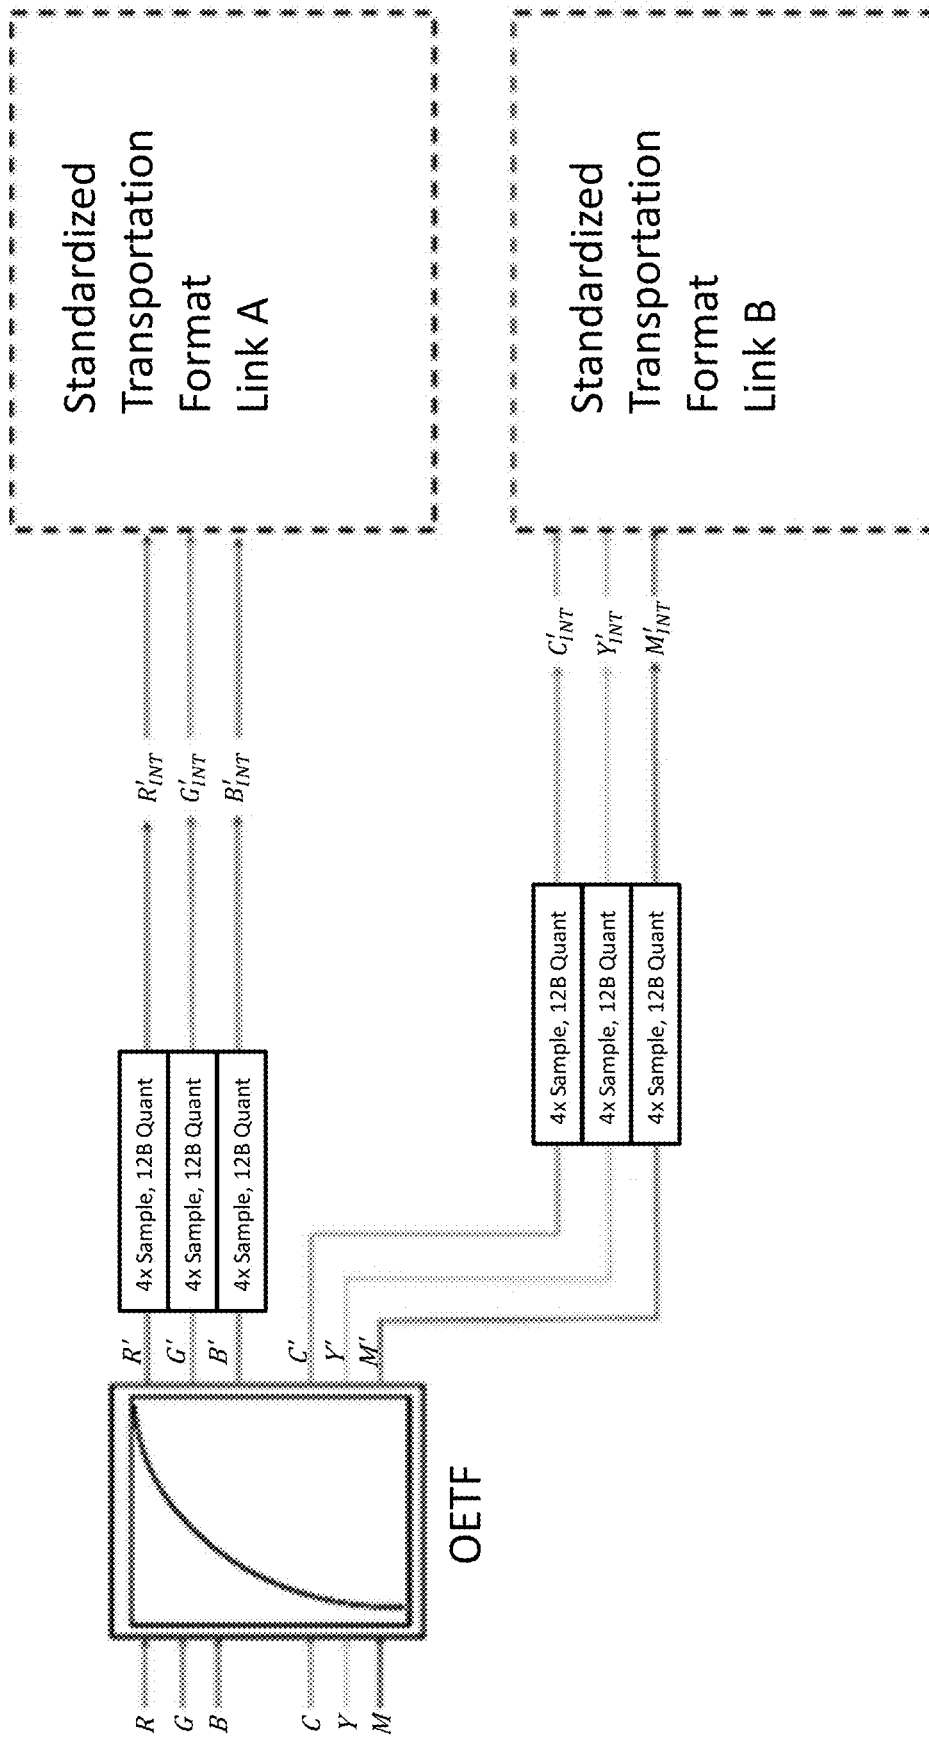 R
G
B
C
Y
M
OETF
R'
G'
B'
C'
Y'
M'
4x Sample, 12B Quant
4x Sample, 12B Quant
4x Sample, 12B Quant
4x Sample, 12B Quant
4x Sample, 12B Quant
4x Sample, 12B Quant
R'INT
G'INT
B'INT
C'INT
Y'INT
M'INT
Standardized
Transportation
Format
Link A
Standardized
Transportation
Format
Link B